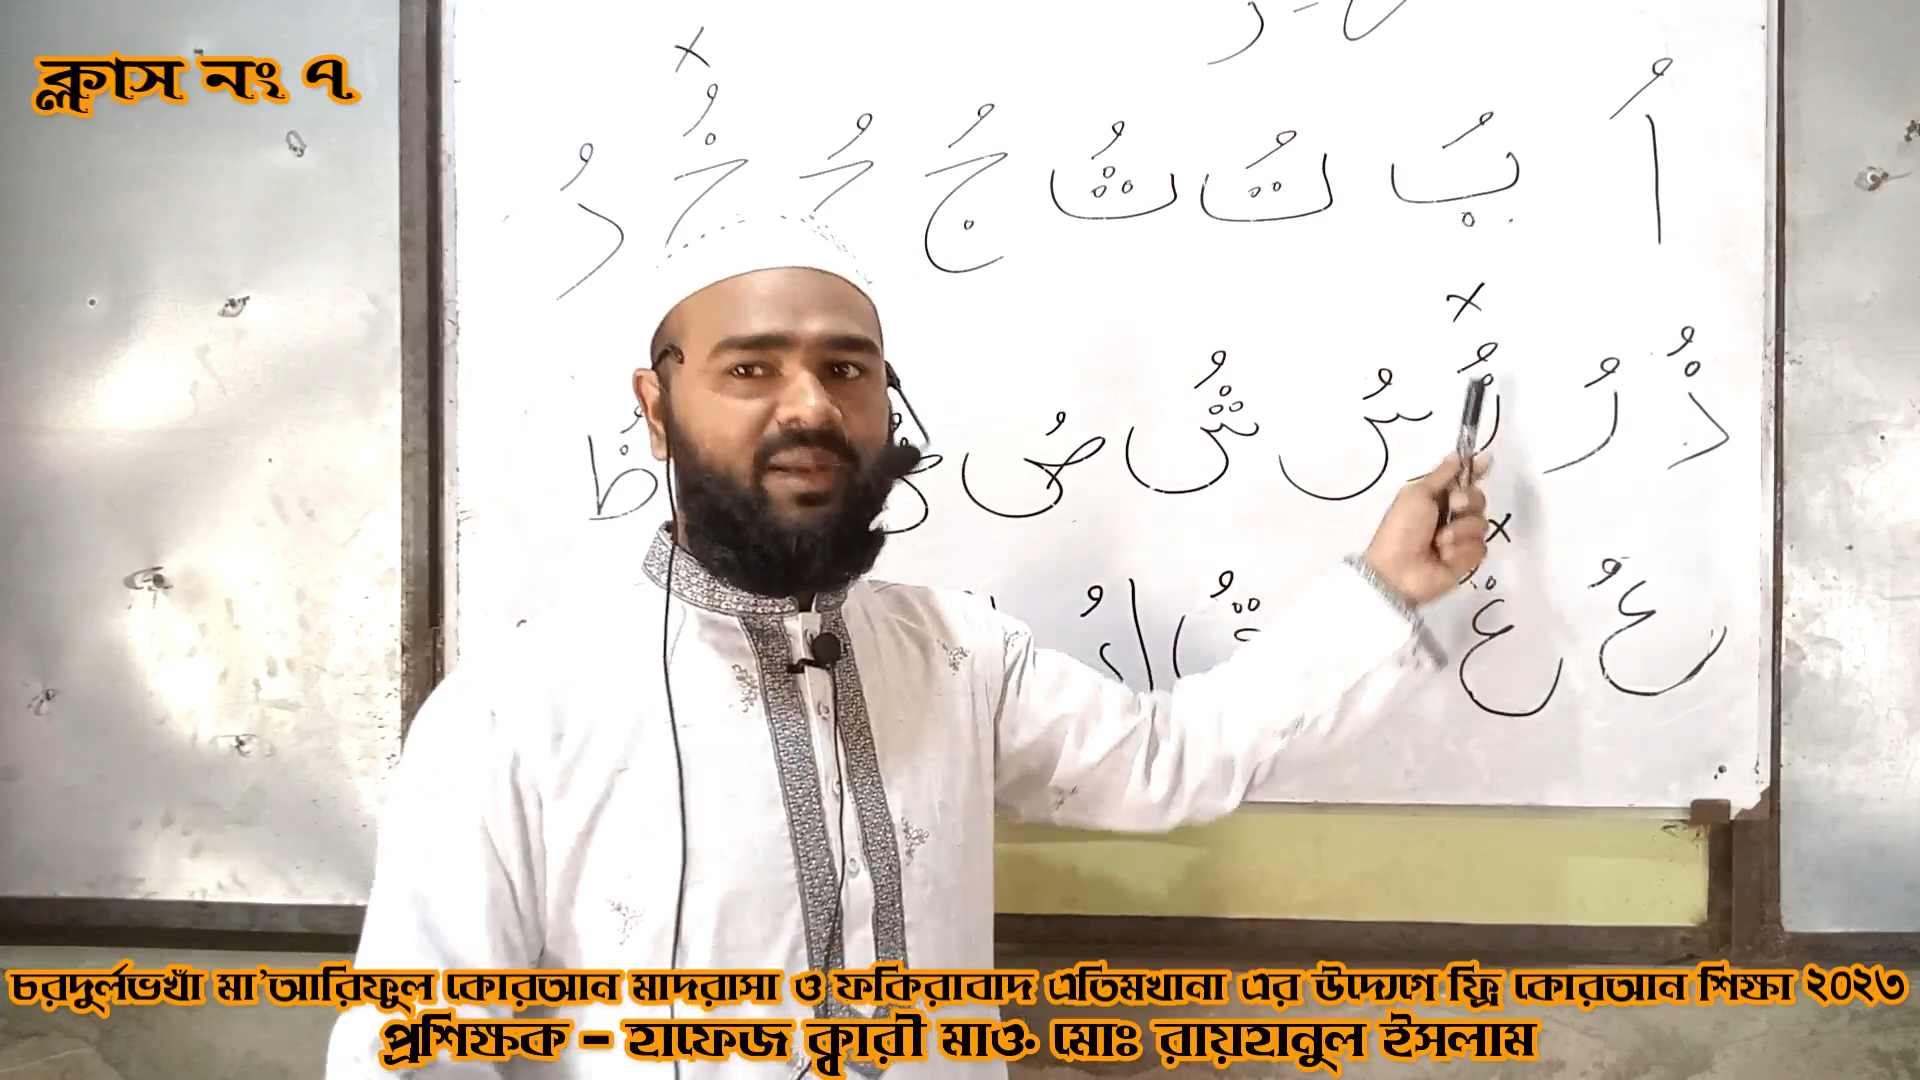 ক্লাস নং ৭
اُ بُ تُ ثُ جُ حُ خُ دُ
ذُ رُ زُ سُ شُ صُ ظُ
عُ غُ قُ كُ
চরদুর্লভখাঁ মা'আরিফুল কোরআন মাদরাসা ও ফকিরাবাদ এতিমখানা এর উদ্যেগে ফ্রি কোরআন শিক্ষা ২০২৩
প্রশিক্ষক - হাফেজ ক্বারী মাওঃ মোঃ রায়হানুল ইসলাম